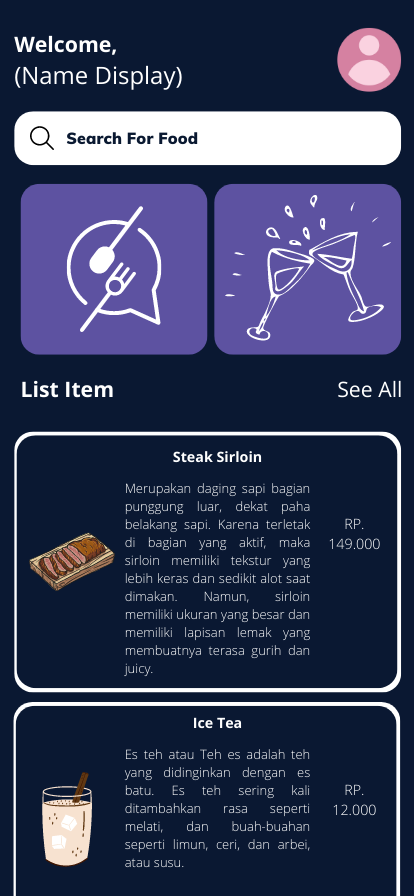 Welcome,
(Name Display)
Search For Food
List Item
See All
Steak Sirloin
Merupakan daging sapi bagian
punggung luar, dekat paha
belakang sapi. Karena terletak
di bagian yang aktif, maka
sirloin memiliki tekstur yang
lebih keras dan sedikit alot saat
dimakan. Namun, sirloin
memiliki ukuran yang besar dan
memiliki lapisan lemak yang
membuatnya terasa gurih dan
juicy.
RP.
149.000
Ice Tea
Es teh atau Teh es adalah teh
yang didinginkan dengan es
batu. Es teh sering kali
ditambahkan rasa seperti
melati, dan buah-buahan
seperti limun, ceri, dan arbei,
atau susu.
RP.
12.000